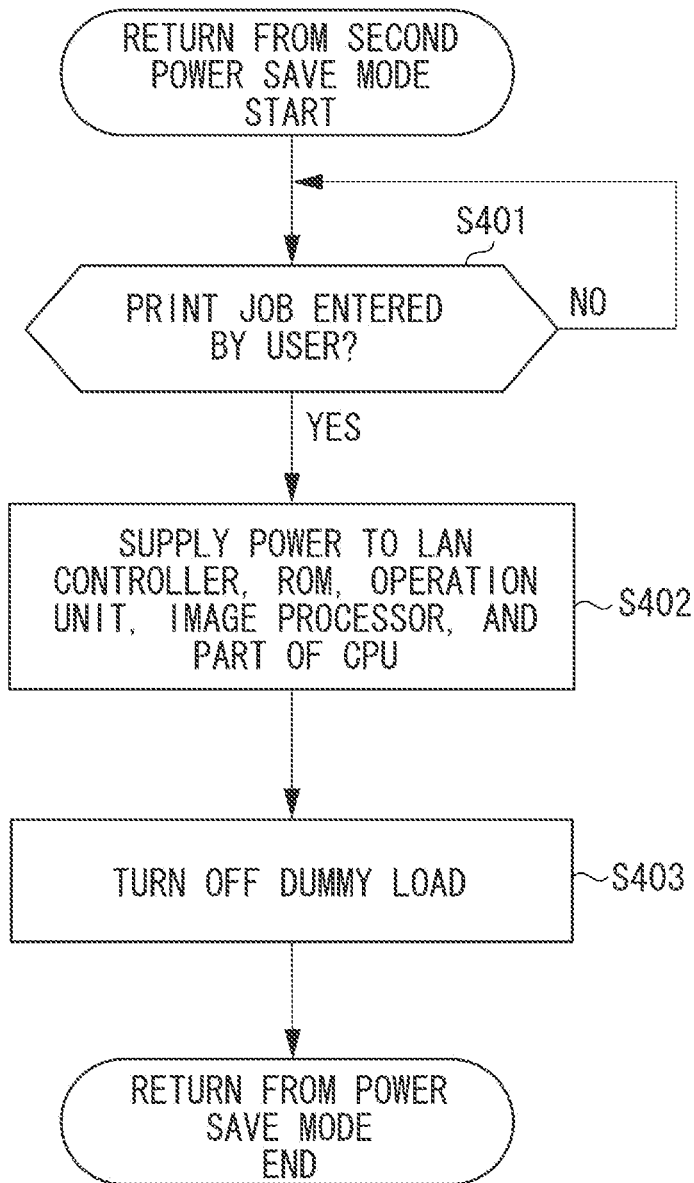 RETURN FROM SECOND
POWER SAVE MODE
START
S401
PRINT JOB ENTERED
BY USER?
NO
YES
SUPPLY POWER TO LAN
CONTROLLER, ROM, OPERATION
UNIT, IMAGE PROCESSOR, AND
PART OF CPU
S402
TURN OFF DUMMY LOAD
S403
RETURN FROM POWER
SAVE MODE
END